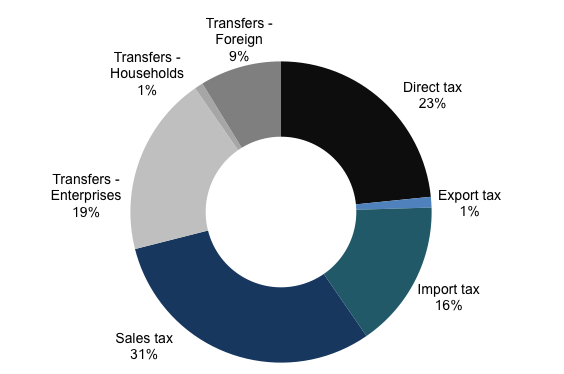 Transfers -
Foreign
9%
Transfers -
Households
1%
Direct tax
23%
Transfers -
Enterprises
19%
Export tax
1%
Import tax
16%
Sales tax
31%